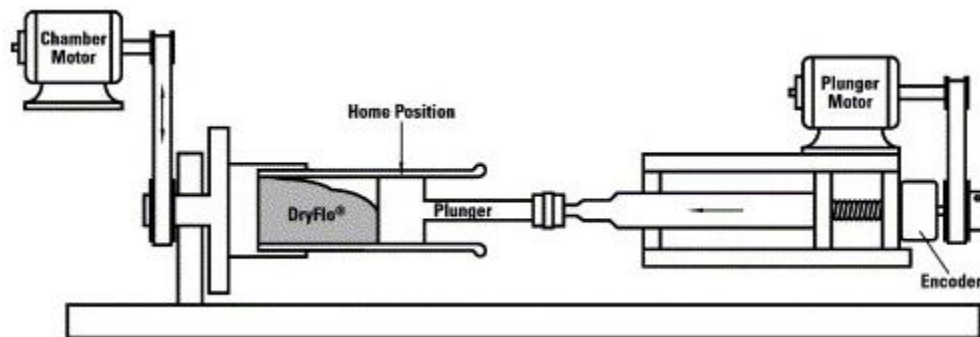 Chamber
Motor
Plunger
Motor
Home Position
DryFlo®
Plunger
Encoder